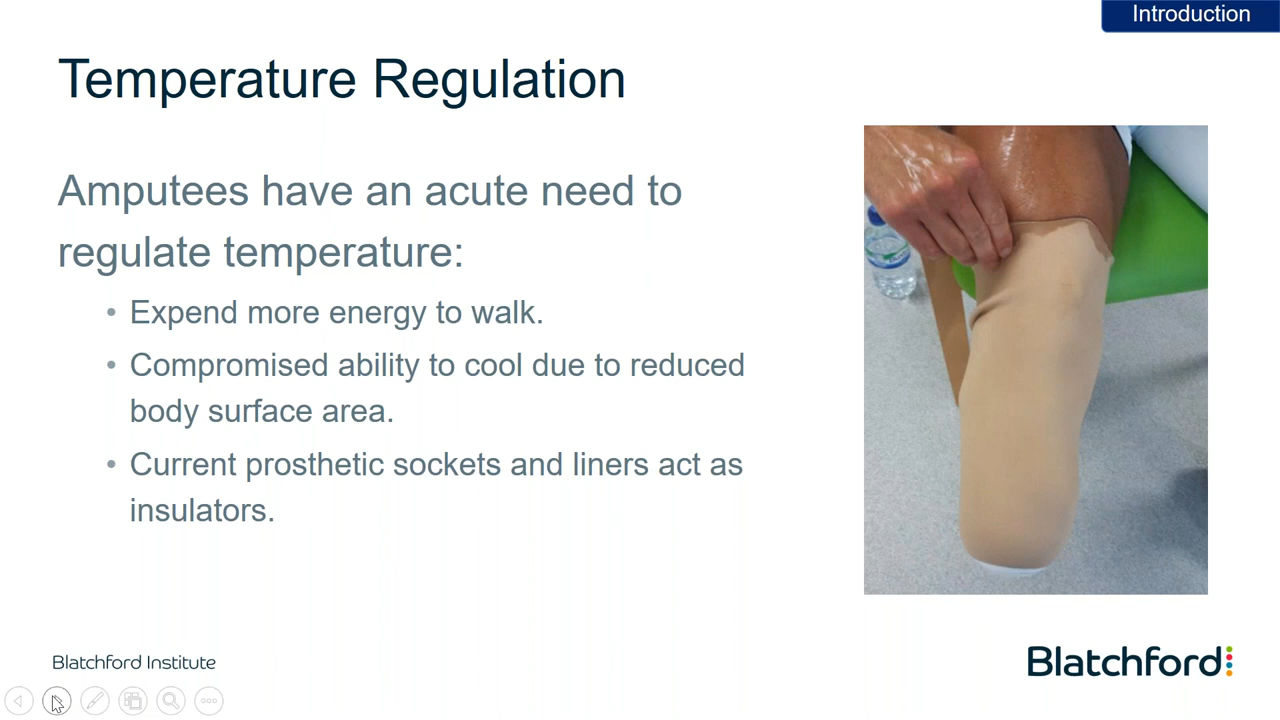 Introduction
Temperature Regulation
Amputees have an acute need to
regulate temperature:
• Expend more energy to walk.
• Compromised ability to cool due to reduced
body surface area.
• Current prosthetic sockets and liners act as
insulators.
Blatchford Institute
Blatchford